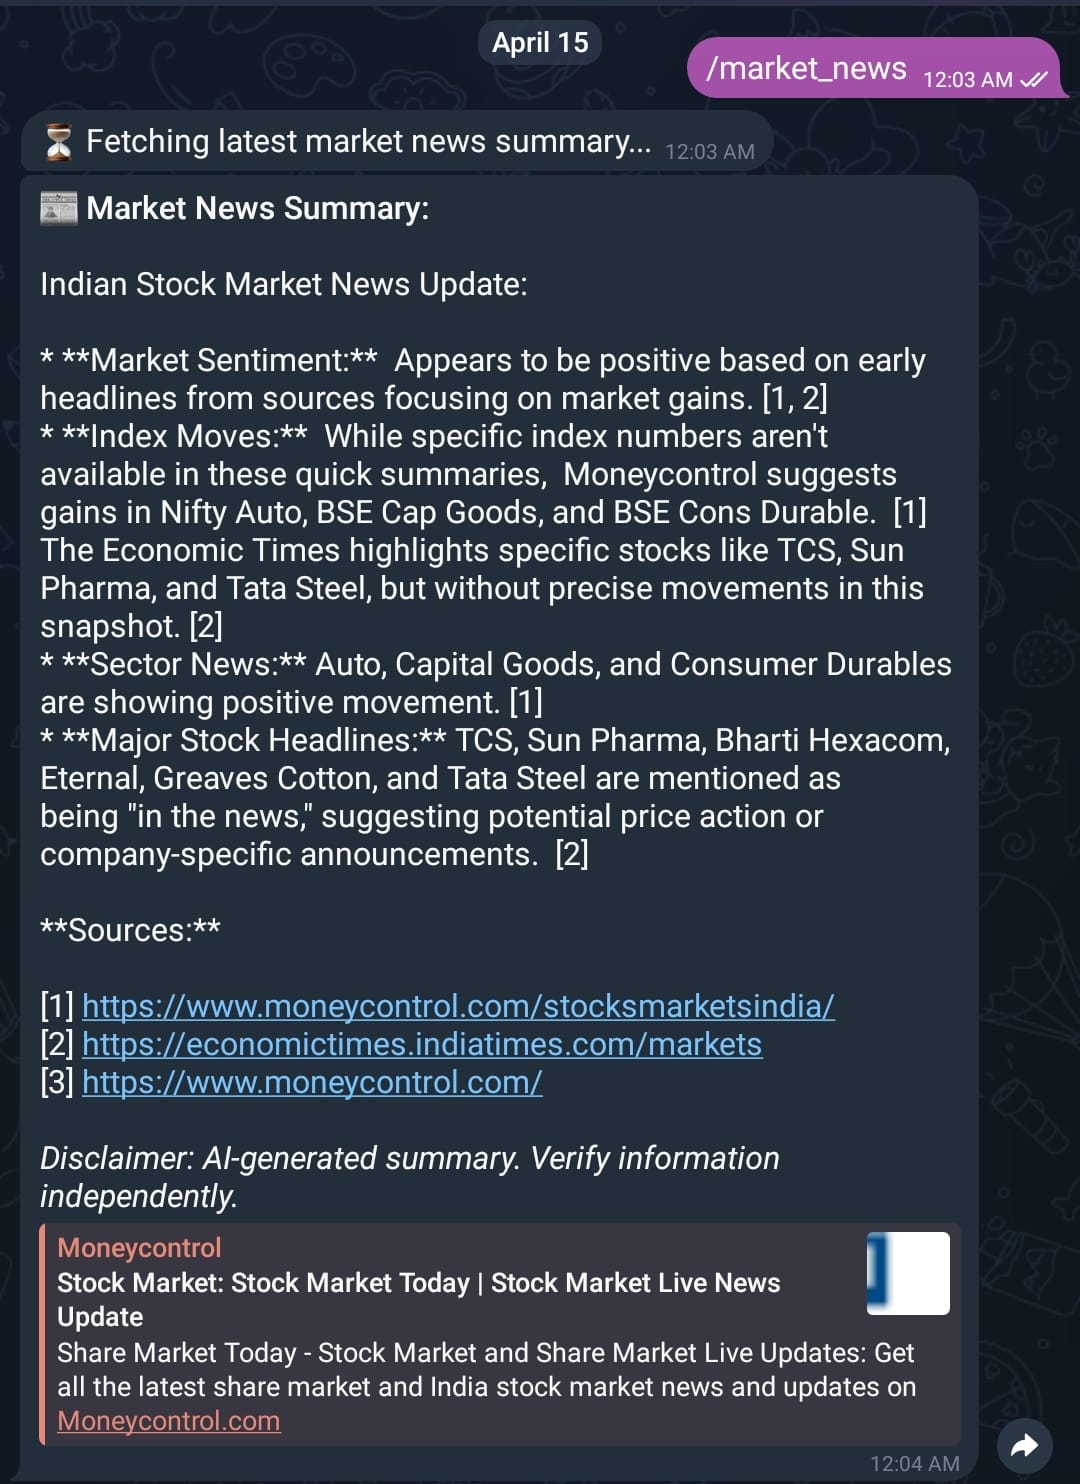 April 15
/market_news 12:03 AM
Fetching latest market news summary... 12:03 AM
Market News Summary:
Indian Stock Market News Update:
* **Market Sentiment:**  Appears to be positive based on early
headlines from sources focusing on market gains. [1, 2]
* **Index Moves:**  While specific index numbers aren't
available in these quick summaries,  Moneycontrol suggests
gains in Nifty Auto, BSE Cap Goods, and BSE Cons Durable.  [1]
The Economic Times highlights specific stocks like TCS, Sun
Pharma, and Tata Steel, but without precise movements in this
snapshot. [2]
* **Sector News:** Auto, Capital Goods, and Consumer Durables
are showing positive movement. [1]
* **Major Stock Headlines:** TCS, Sun Pharma, Bharti Hexacom,
Eternal, Greaves Cotton, and Tata Steel are mentioned as
being "in the news," suggesting potential price action or
company-specific announcements.  [2]
**Sources:**
[1] https://www.moneycontrol.com/stocksmarketsindia/
[2] https://economictimes.indiatimes.com/markets
[3] https://www.moneycontrol.com/
Disclaimer: AI-generated summary. Verify information
independently.
Moneycontrol
Stock Market: Stock Market Today | Stock Market Live News
Update
Share Market Today - Stock Market and Share Market Live Updates: Get
all the latest share market and India stock market news and updates on
Moneycontrol.com
12:04 AM